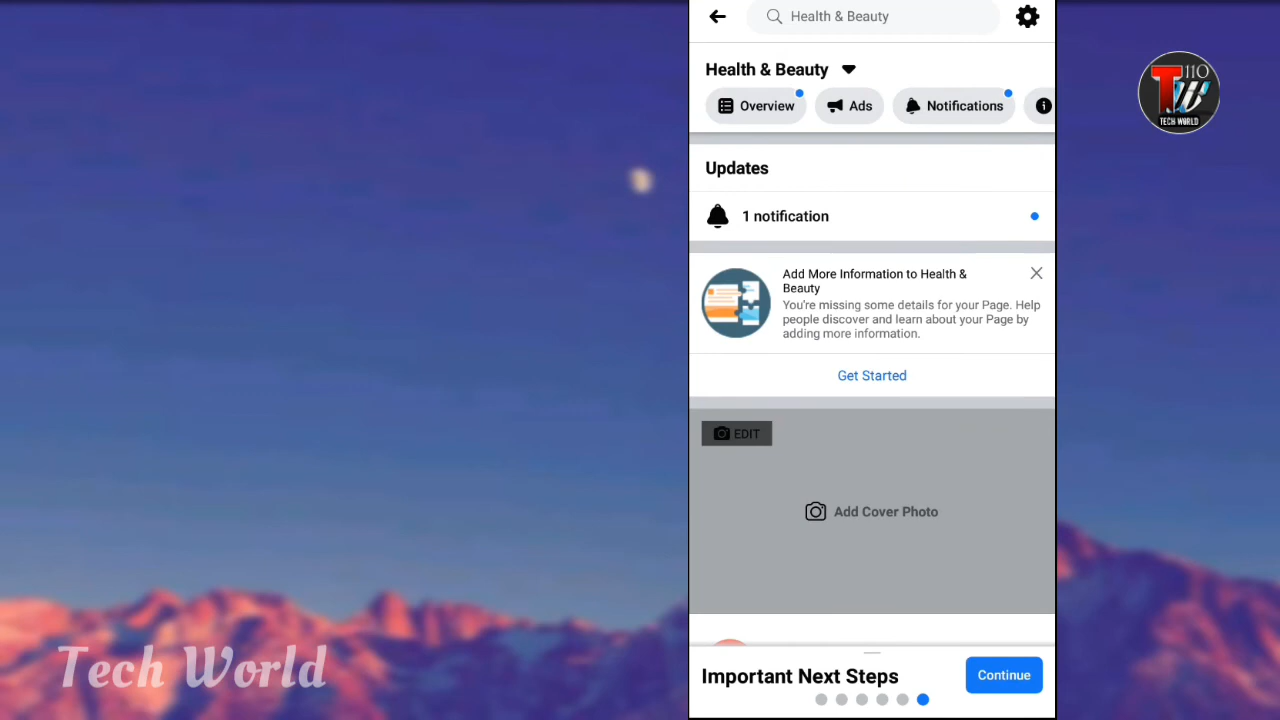 Health & Beauty
Health & Beauty
Overview
Ads
Notifications
Updates
1 notification
Add More Information to Health &
Beauty
You're missing some details for your Page. Help
people discover and learn about your Page by
adding more information.
Get Started
EDIT
Add Cover Photo
Important Next Steps
Continue
T 110
W
TECH WORLD
Tech World